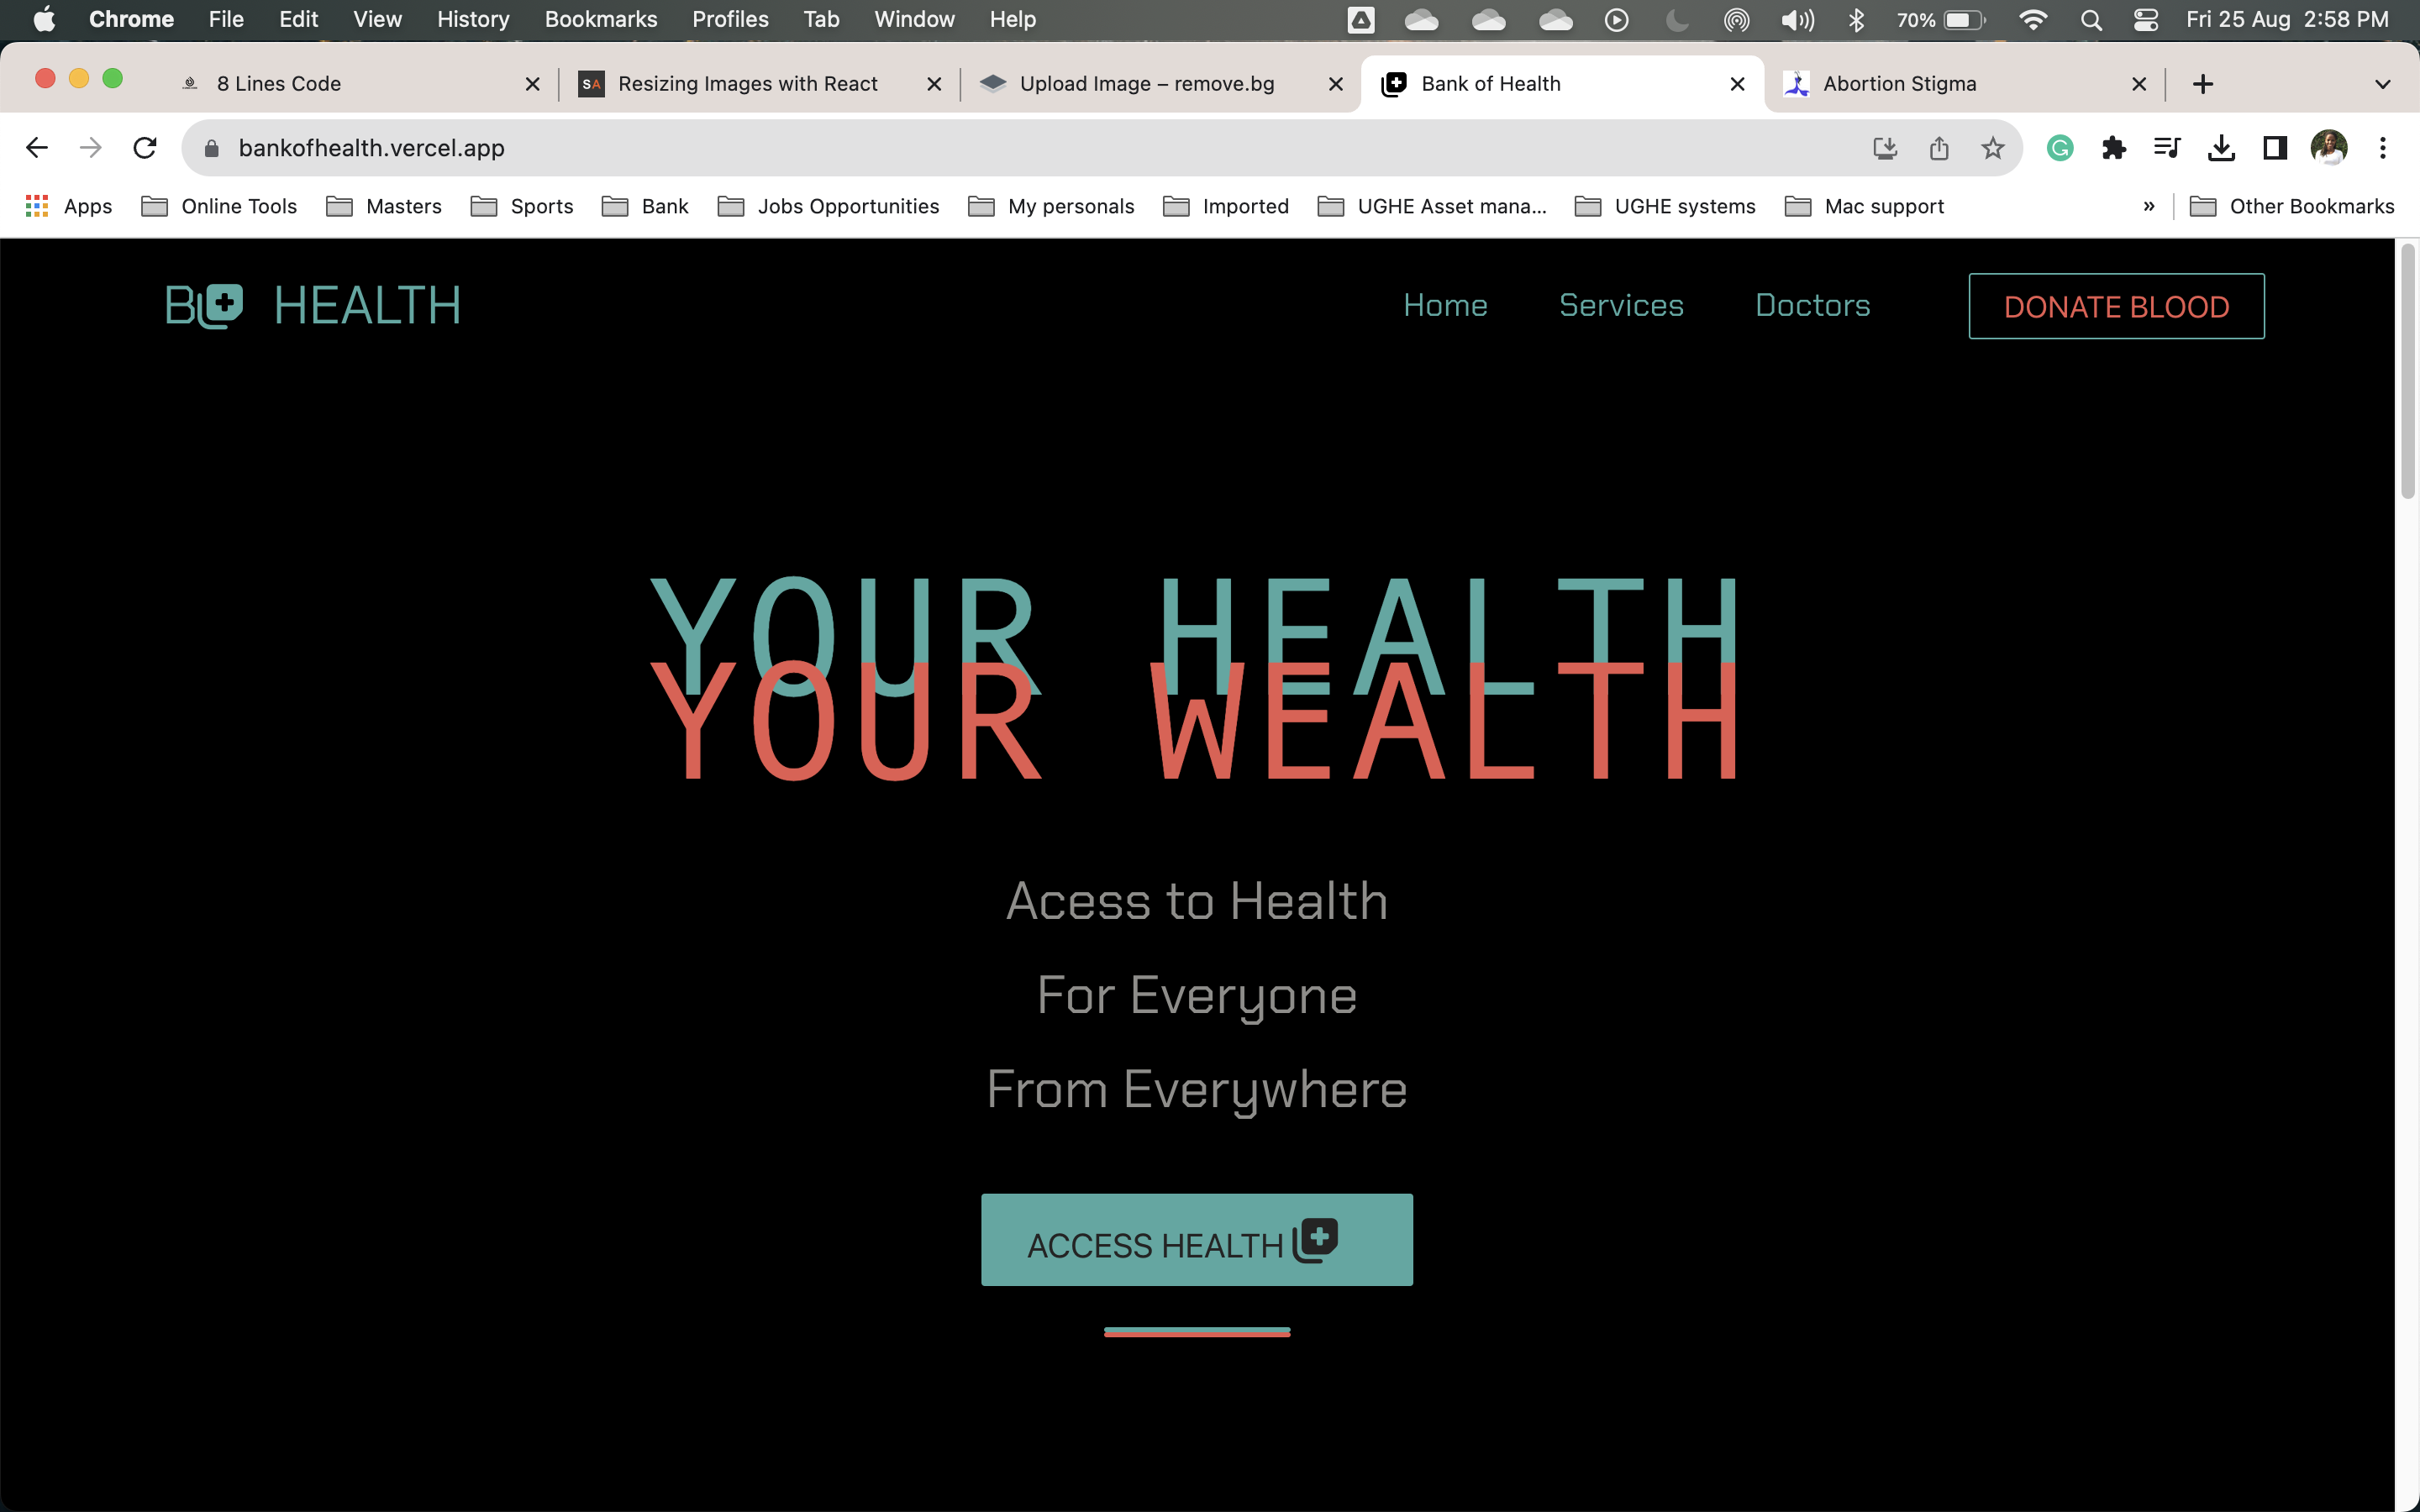 Chrome File Edit View History Bookmarks Profiles Tab Window Help 70% Fri 25 Aug 2:58 PM
8 Lines Code SA Resizing Images with React Upload Image – remove.bg Bank of Health Abortion Stigma
bankofhealth.vercel.app
Apps Online Tools Masters Sports Bank Jobs Opportunities My personals Imported UGHE Asset mana... UGHE systems Mac support » Other Bookmarks
B HEALTH Home Services Doctors DONATE BLOOD
YOUR HEALTH
YOUR WEALTH
Acess to Health
For Everyone
From Everywhere
ACCESS HEALTH